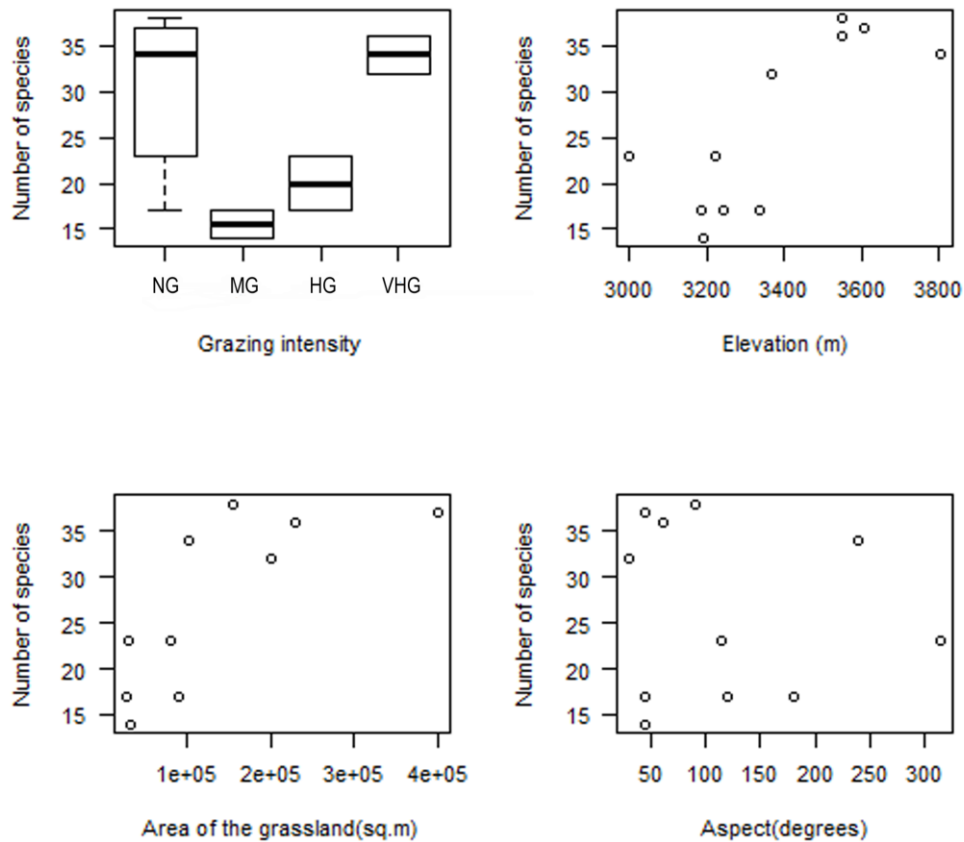 Number of species
35
30
25
20
15
NG MG HG VHG
Grazing intensity
Number of species
35
30
25
20
15
3000 3200 3400 3600 3800
Elevation (m)
Number of species
35
30
25
20
15
1e+05 2e+05 3e+05 4e+05
Area of the grassland(sq.m)
Number of species
35
30
25
20
15
50 100 150 200 250 300
Aspect(degrees)